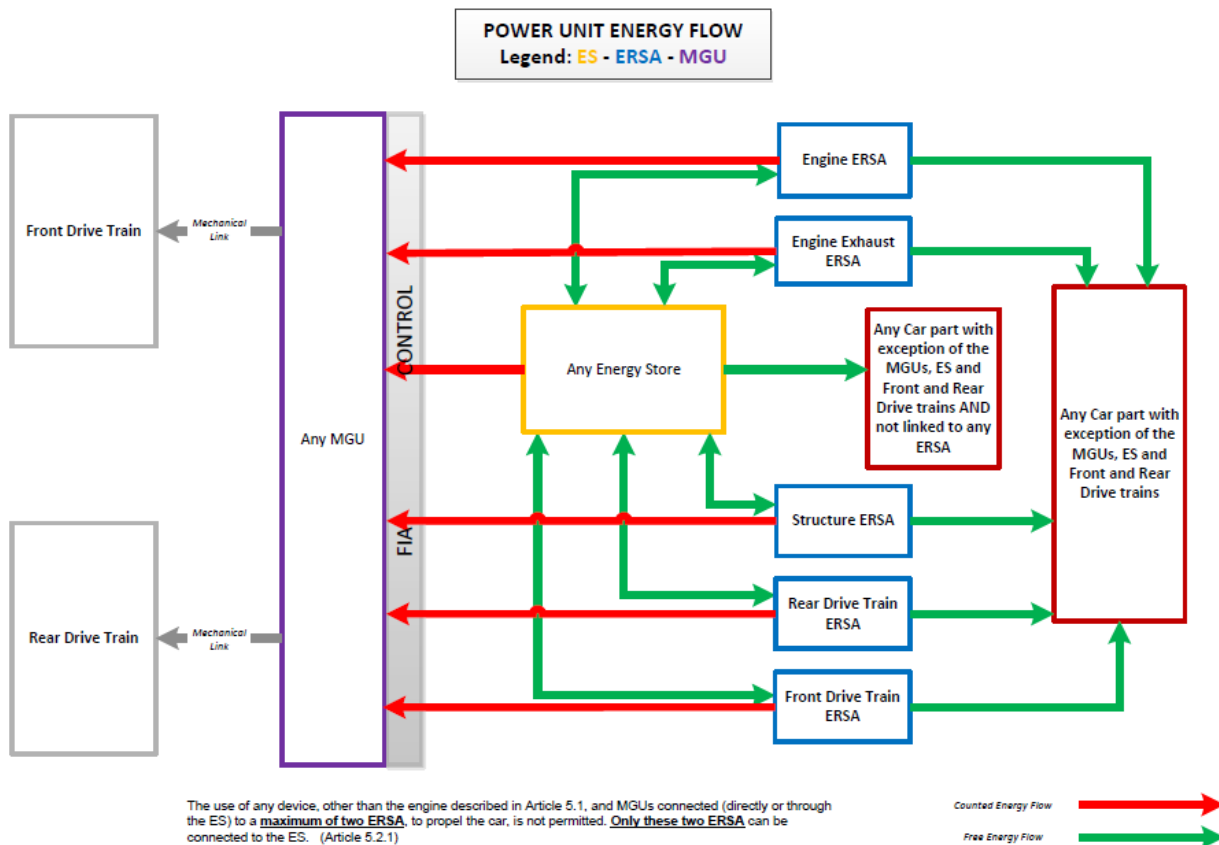 POWER UNIT ENERGY FLOW
Legend: ES - ERSA - MGU
Front Drive Train
Mechanical
Link
Rear Drive Train
Mechanical
Link
Any MGU
CONTROL
FIA
Engine ERSA
Engine Exhaust
ERSA
Any Energy Store
Any Car part with
exception of the
MGUs, ES and
Front and Rear
Drive trains AND
not linked to any
ERSA
Any Car part with
exception of the
MGUs, ES and
Front and Rear
Drive trains
Structure ERSA
Rear Drive Train
ERSA
Front Drive Train
ERSA
The use of any device, other than the engine described in Article 5.1, and MGUs connected (directly or through
the ES) to a maximum of two ERSA, to propel the car, is not permitted. Only these two ERSA can be
connected to the ES. (Article 5.2.1)
Counted Energy Flow
Free Energy Flow